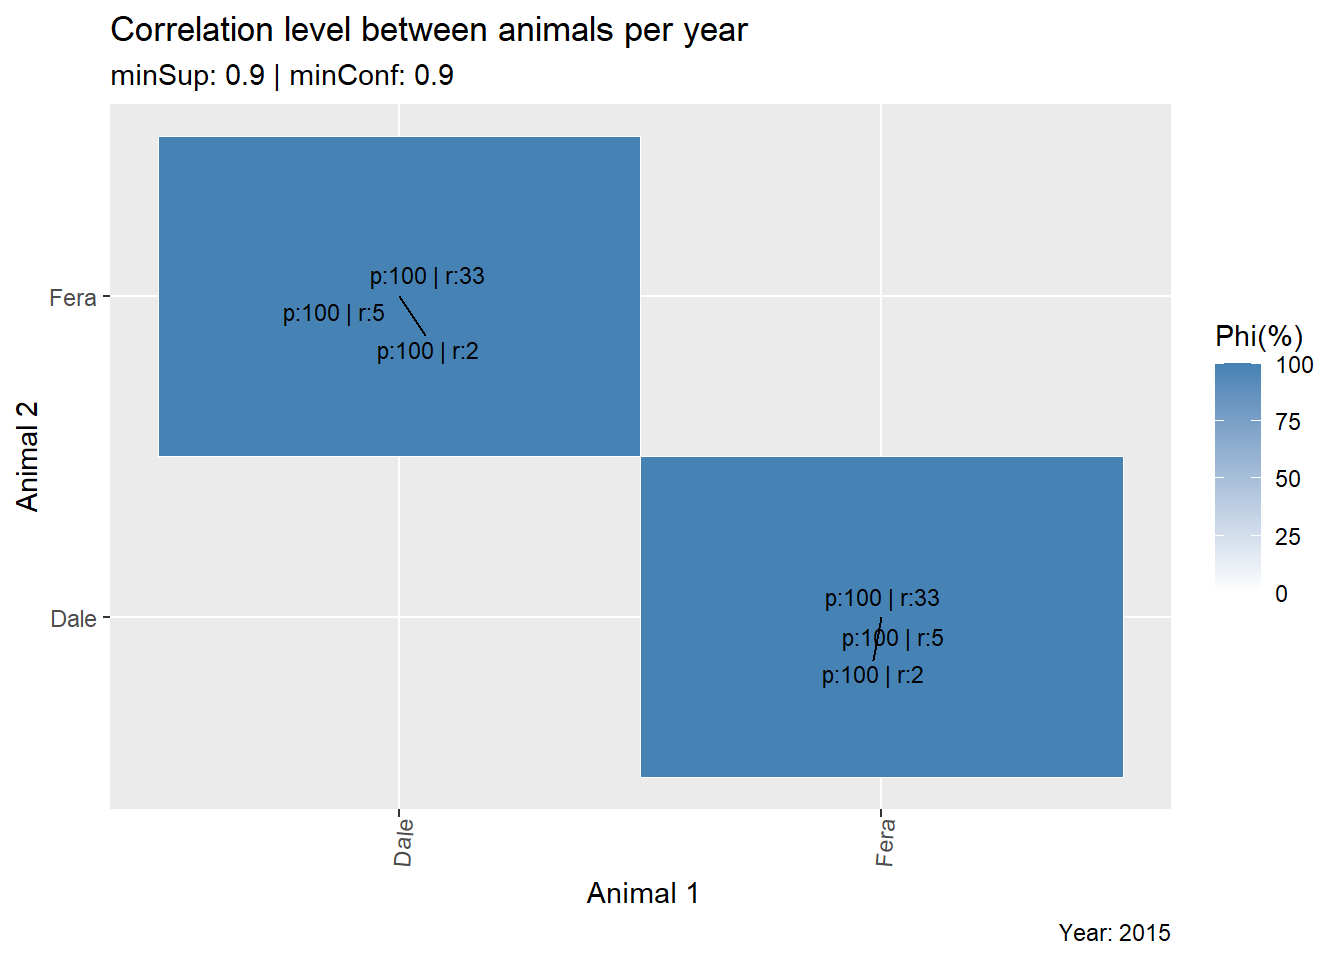 Correlation level between animals per year
minSup: 0.9 | minConf: 0.9
Animal 2
Fera
Dale
p:100 | r:33
p:100 | r:5
p:100 | r:2
p:100 | r:33
p:100 | r:5
p:100 | r:2
Dale
Fera
Animal 1
Phi(%)
100
75
50
25
0
Year: 2015